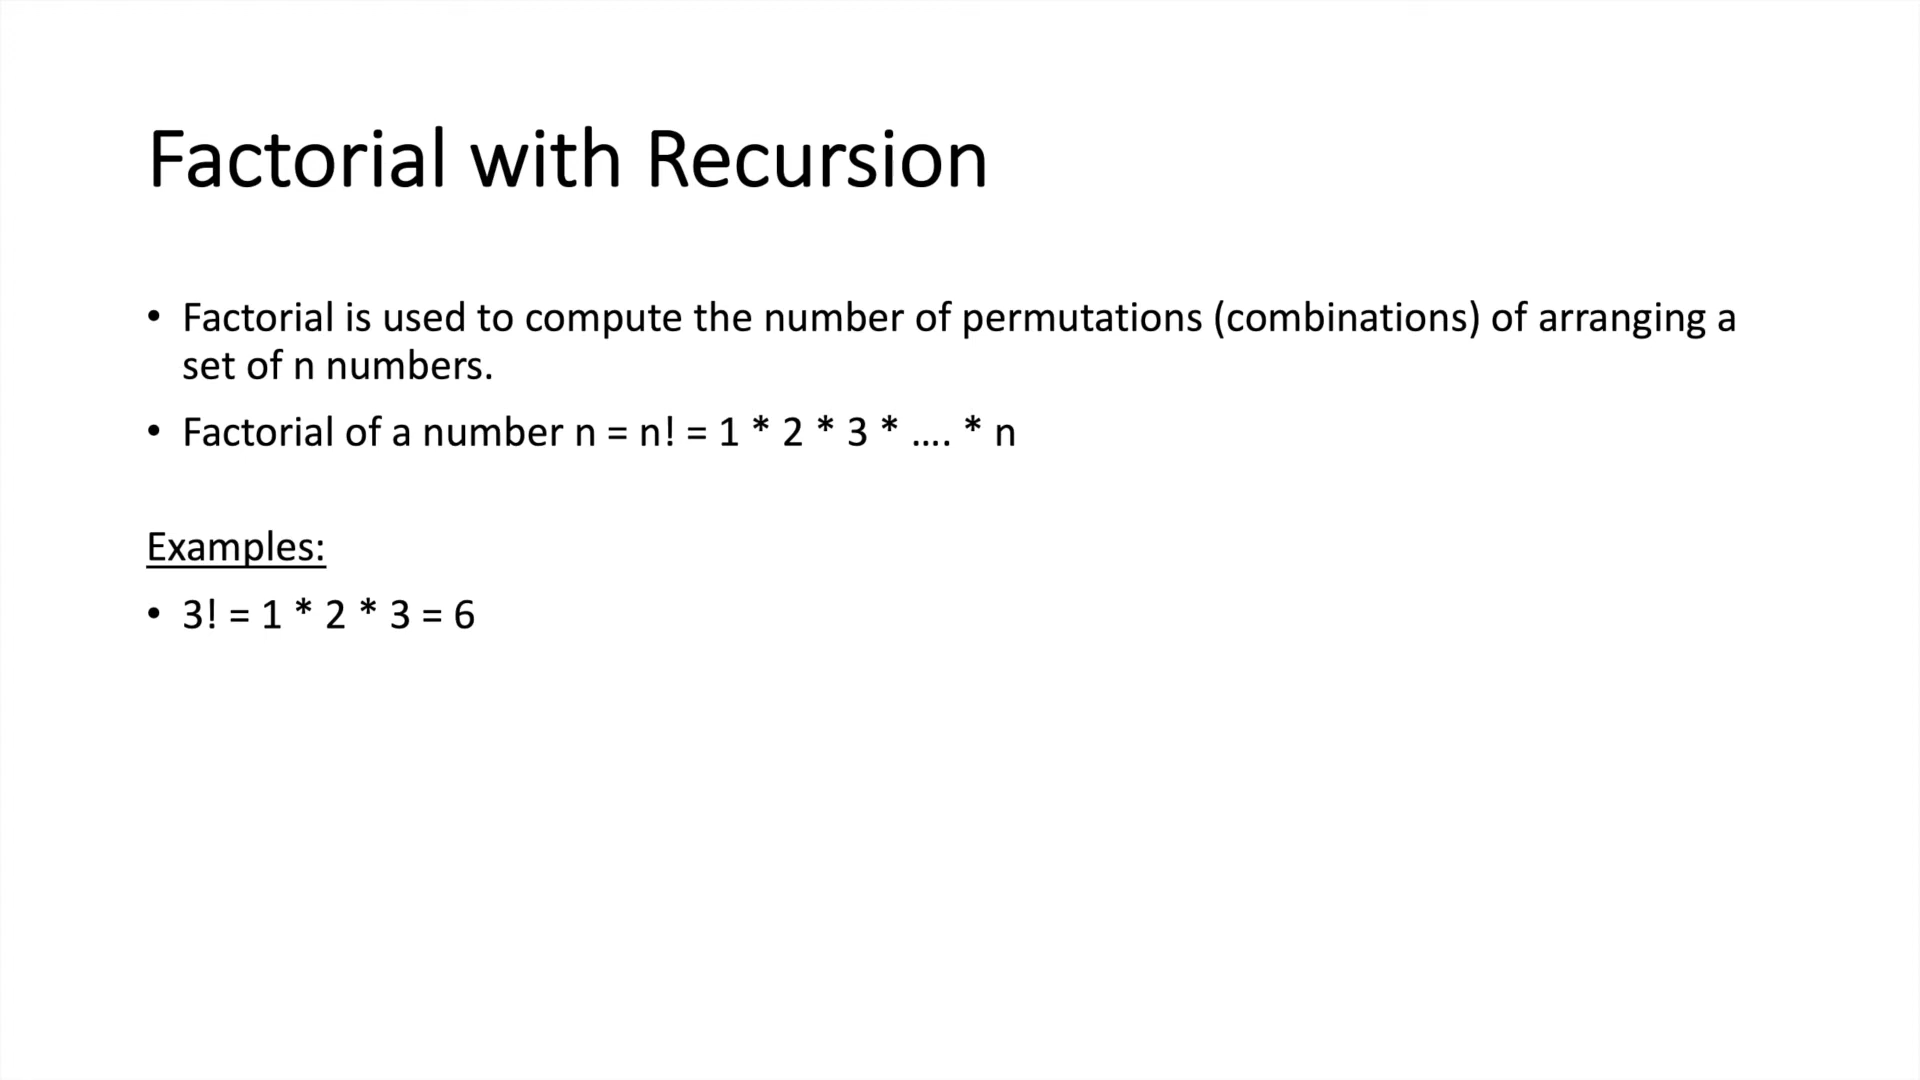 Factorial with Recursion
• Factorial is used to compute the number of permutations (combinations) of arranging a
set of n numbers.
• Factorial of a number n = n! = 1 * 2 * 3 * .... * n
Examples:
• 3! = 1 * 2 * 3 = 6